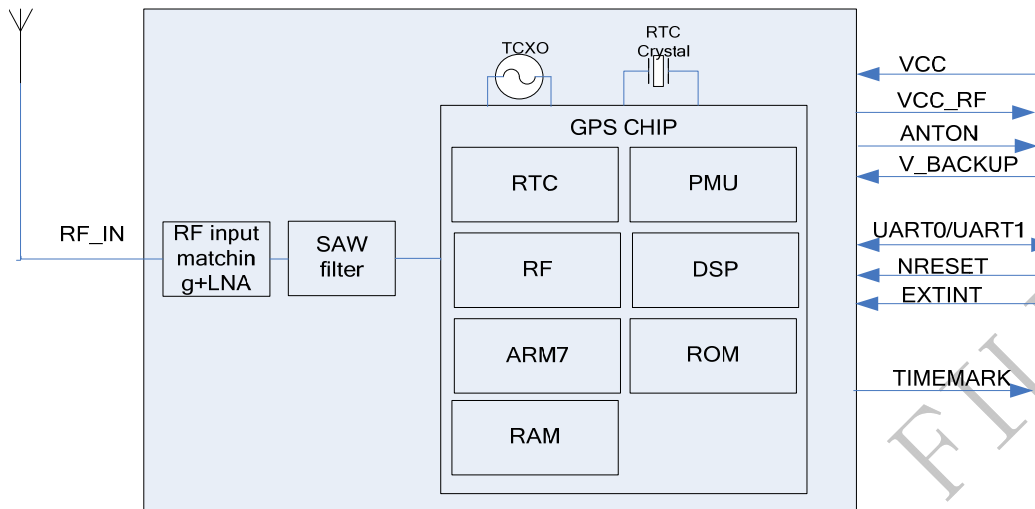 TCXO
RTC
Crystal
GPS CHIP
RTC
PMU
RF
DSP
ARM7
ROM
RAM
RF_IN
RF input
matchin
g+LNA
SAW
filter
VCC
VCC_RF
ANTON
V_BACKUP
UART0/UART1
NRESET
EXTINT
TIMEMARK